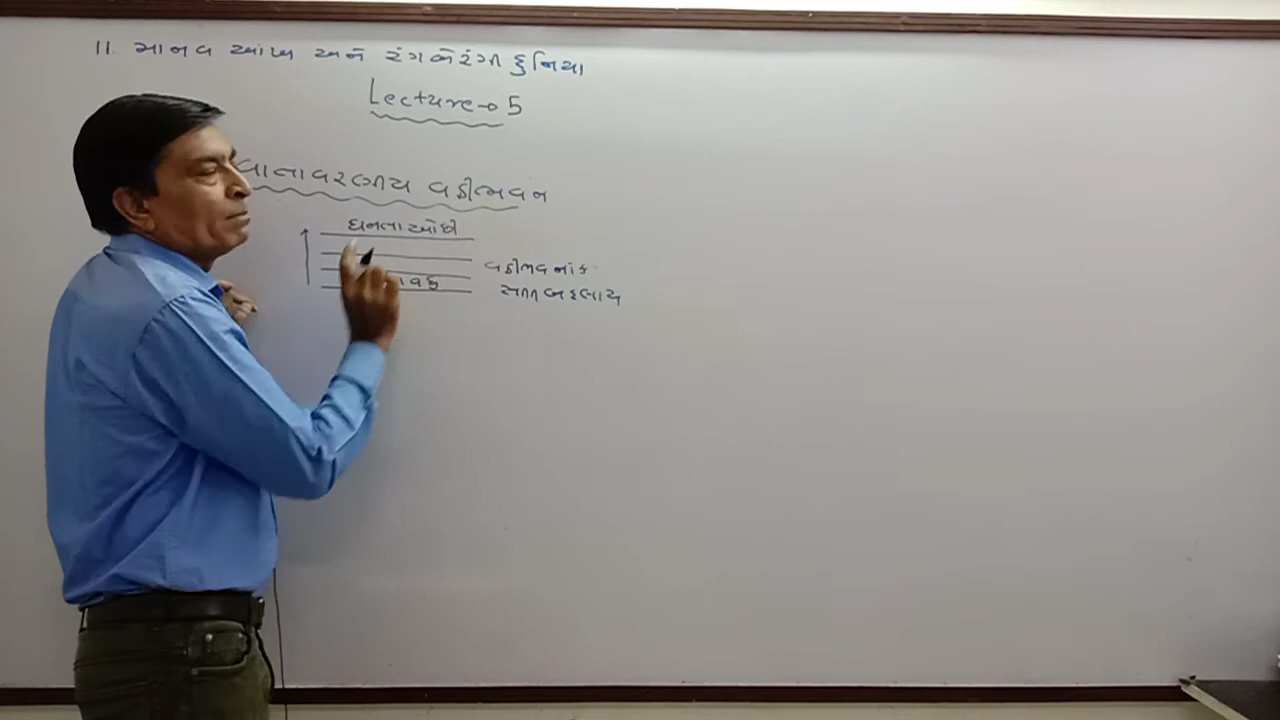 11. માનવ આંખ અને રંગબેરંગી દુનિયા
Lecture-05
વાતાવરણીય વક્રીભવન
ઘનતા ઓછી
વક્રીભવનાંક
સતત બદલાય